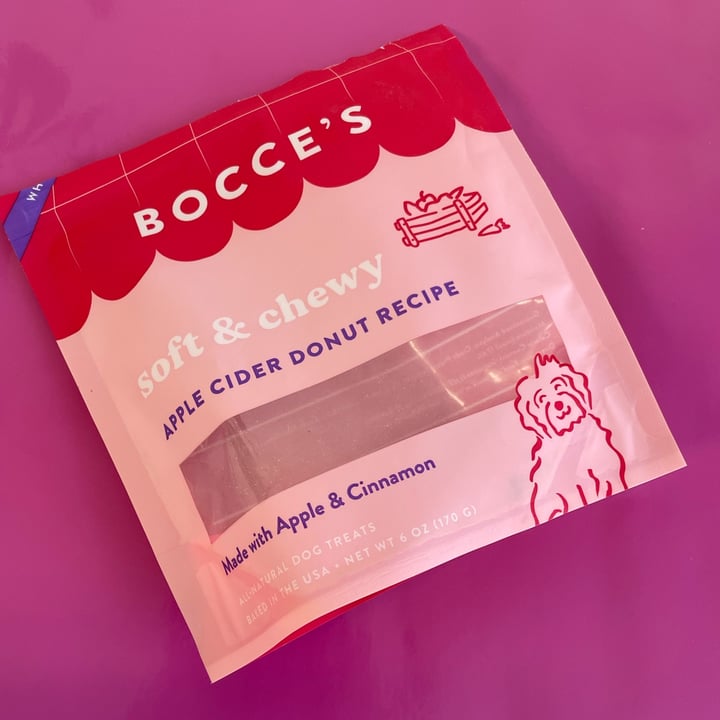 BOCCE'S
soft & chewy
APPLE CIDER DONUT RECIPE
Made with Apple & Cinnamon
ALL-NATURAL DOG TREATS
BAKED IN THE USA • NET WT 6 OZ (170 G)